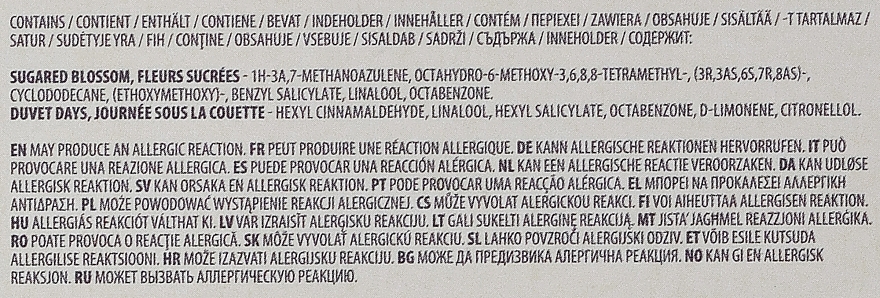 CONTAINS / CONTIENT / ENTHÄLT / CONTIENE / BEVAT / INDEHOLDER / INNEHÅLLER / CONTÉM / ΠΕΡΙΕΧΕΙ / ZAWIERA / OBSAHUJE / SISÄLTÄÄ / -T TARTALMAZ /
SATUR / SUDĖTYJE YRA / FIH / CONŢINE / OBSAHUJE / VSEBUJE / SISALDAB / SADRŽI / СЪДЪРЖА / INNEHOLDER / СОДЕРЖИТ:
SUGARED BLOSSOM, FLEURS SUCRÉES - 1H-3A,7-METHANOAZULENE, OCTAHYDRO-6-METHOXY-3,6,8,8-TETRAMETHYL-, (3R,3AS,6S,7R,8AS)-,
CYCLODODECANE, (ETHOXYMETHOXY)-, BENZYL SALICYLATE, LINALOOL, OCTABENZONE.
DUVET DAYS, JOURNÉE SOUS LA COUETTE - HEXYL CINNAMALDEHYDE, LINALOOL, HEXYL SALICYLATE, OCTABENZONE, D-LIMONENE, CITRONELLOL.
EN MAY PRODUCE AN ALLERGIC REACTION. FR PEUT PRODUIRE UNE RÉACTION ALLERGIQUE. DE KANN ALLERGISCHE REAKTIONEN HERVORRUFEN. IT PUÒ
PROVOCARE UNA REAZIONE ALLERGICA. ES PUEDE PROVOCAR UNA REACCIÓN ALÉRGICA. NL KAN EEN ALLERGISCHE REACTIE VEROORZAKEN. DA KAN UDLØSE
ALLERGISK REAKTION. SV KAN ORSAKA EN ALLERGISK REAKTION. PT PODE PROVOCAR UMA REACÇÃO ALÉRGICA. EL ΜΠΟΡΕΙ ΝΑ ΠΡΟΚΑΛΕΣΕΙ ΑΛΛΕΡΓΙΚΗ
ΑΝΤΙΔΡΑΣΗ. PL MOŻE POWODOWAĆ WYSTĄPIENIE REAKCJI ALERGICZNEJ. CS MŮŽE VYVOLAT ALERGICKOU REAKCI. FI VOI AIHEUTTAA ALLERGISEN REAKTION.
HU ALLERGIÁS REAKCIÓT VÁLTHAT KI. LV VAR IZRAISĪT ALERĢISKU REAKCIJU. LT GALI SUKELTI ALERGINĘ REAKCIJĄ. MT JISTA' JAGĦMEL REAZZJONI ALLERĠIKA.
RO POATE PROVOCA O REACŢIE ALERGICĂ. SK MÔŽE VYVOLAŤ ALERGICKÚ REAKCIU. SL LAHKO POVZROČI ALERGIJSKI ODZIV. ET VÕIB ESILE KUTSUDA
ALLERGILISE REAKTSIOONI. HR MOŽE IZAZVATI ALERGIJSKU REAKCIJU. BG МОЖЕ ДА ПРЕДИЗВИКА АЛЕРГИЧНА РЕАКЦИЯ. NO KAN GI EN ALLERGISK
REAKSJON. RU МОЖЕТ ВЫЗВАТЬ АЛЛЕРГИЧЕСКУЮ РЕАКЦИЮ.